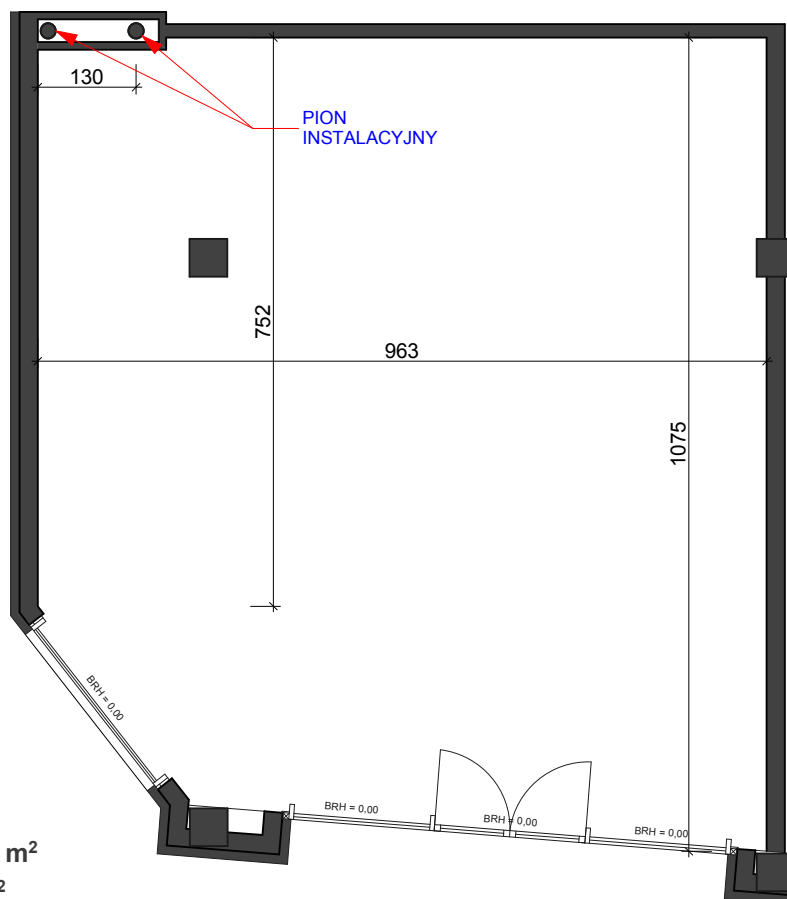 130
PION
INSTALACYJNY
752
963
1075
BRH = 0.00
BRH = 0,00
BRH = 0,00
BRH = 0,00
m²
²